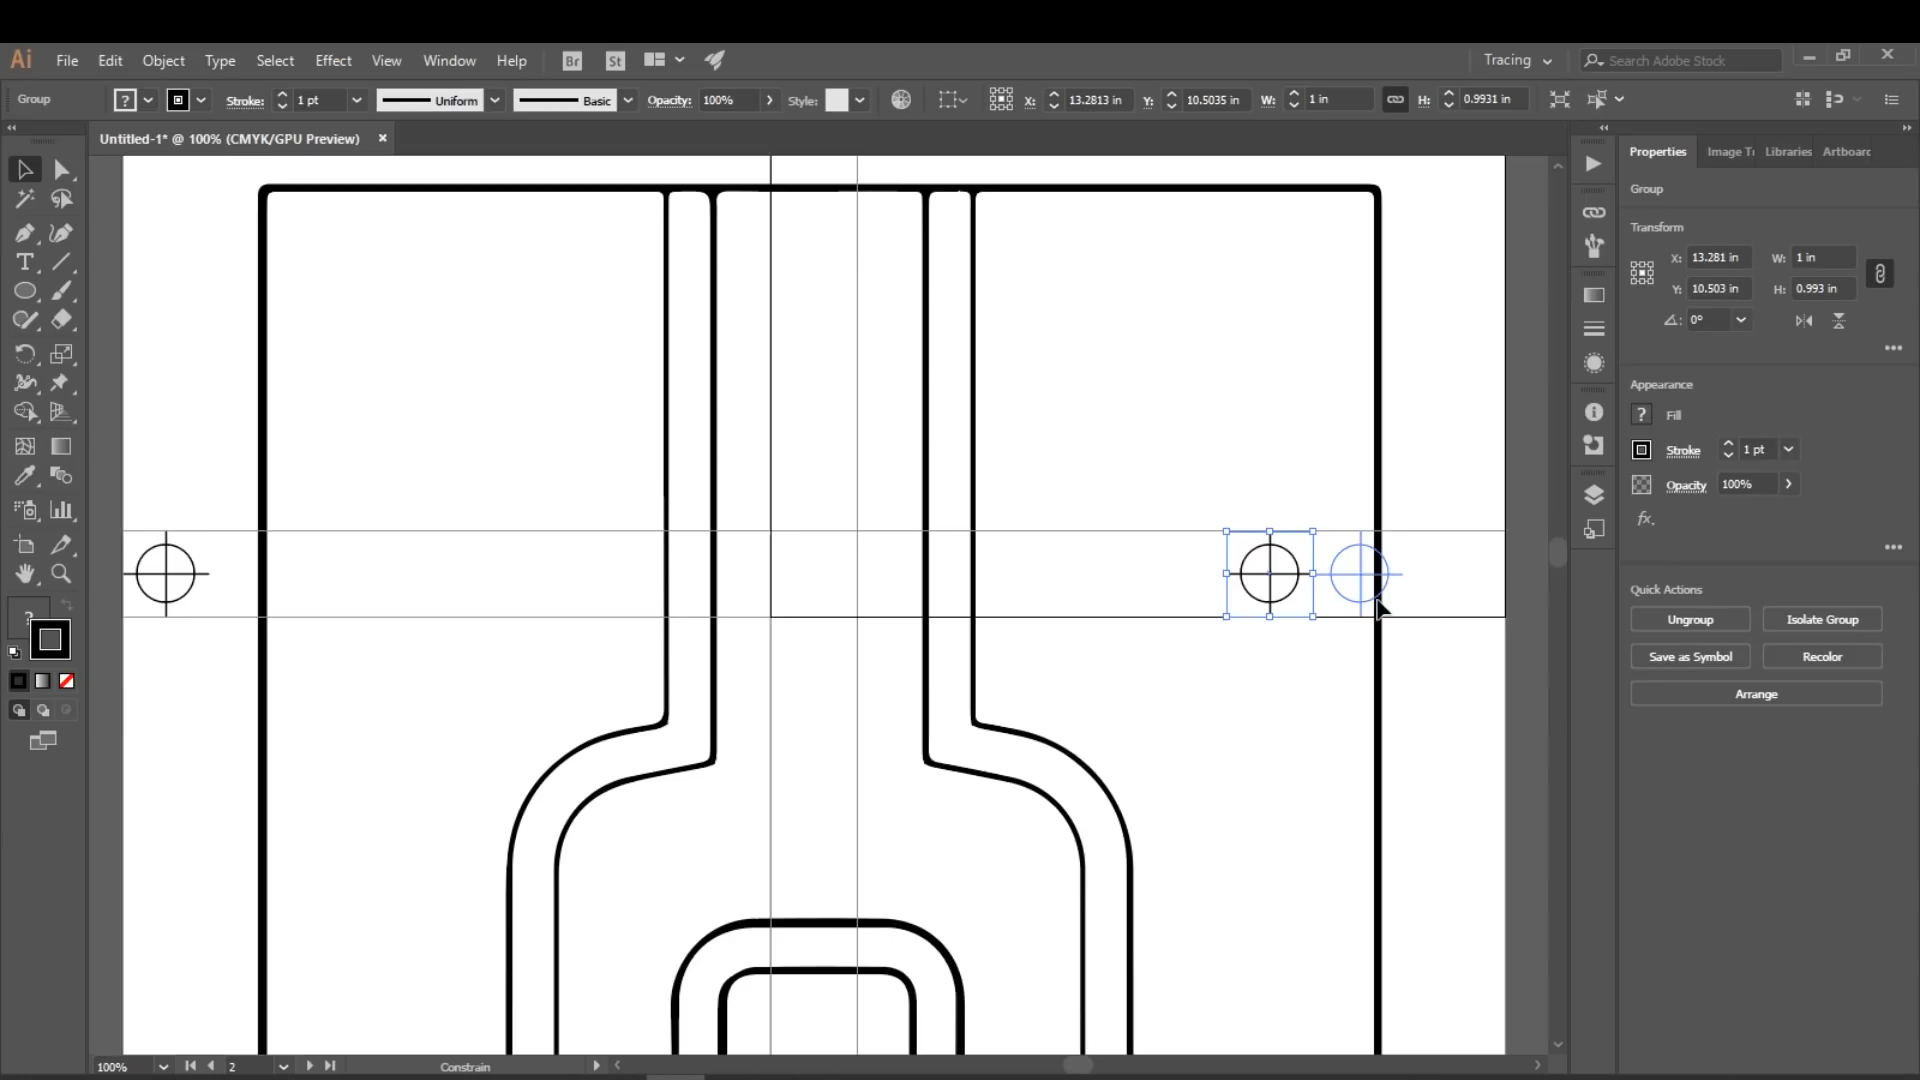 Ai File Edit Object Type Select Effect View Window Help Br St Tracing Search Adobe Stock
Group ? Stroke: 1 pt Uniform Basic Opacity: 100% Style: X: 13.2813 in Y: 10.5035 in W: 1 in H: 0.9931 in
Untitled-1* @ 100% (CMYK/GPU Preview) ×
Properties Image Tr Libraries Artboard
Group
Transform
X: 13.281 in W: 1 in
Y: 10.503 in H: 0.993 in
0°
Appearance
? Fill
Stroke 1 pt
Opacity 100%
fx.
Quick Actions
Ungroup Isolate Group
Save as Symbol Recolor
Arrange
T
?
100% 2 Constrain